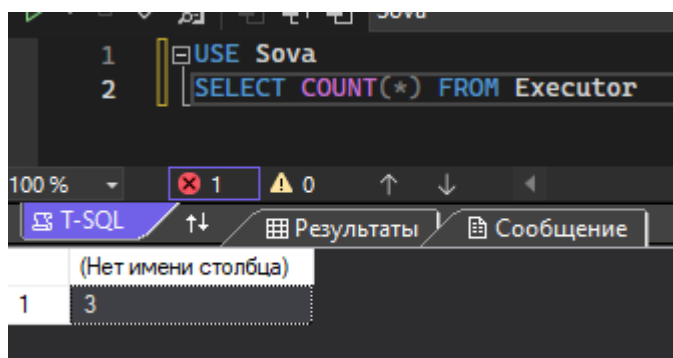 Sova
1 USE Sova
2 SELECT COUNT(*) FROM Executor
100 % 1 0
T-SQL Результаты Сообщение
(Нет имени столбца)
1 3